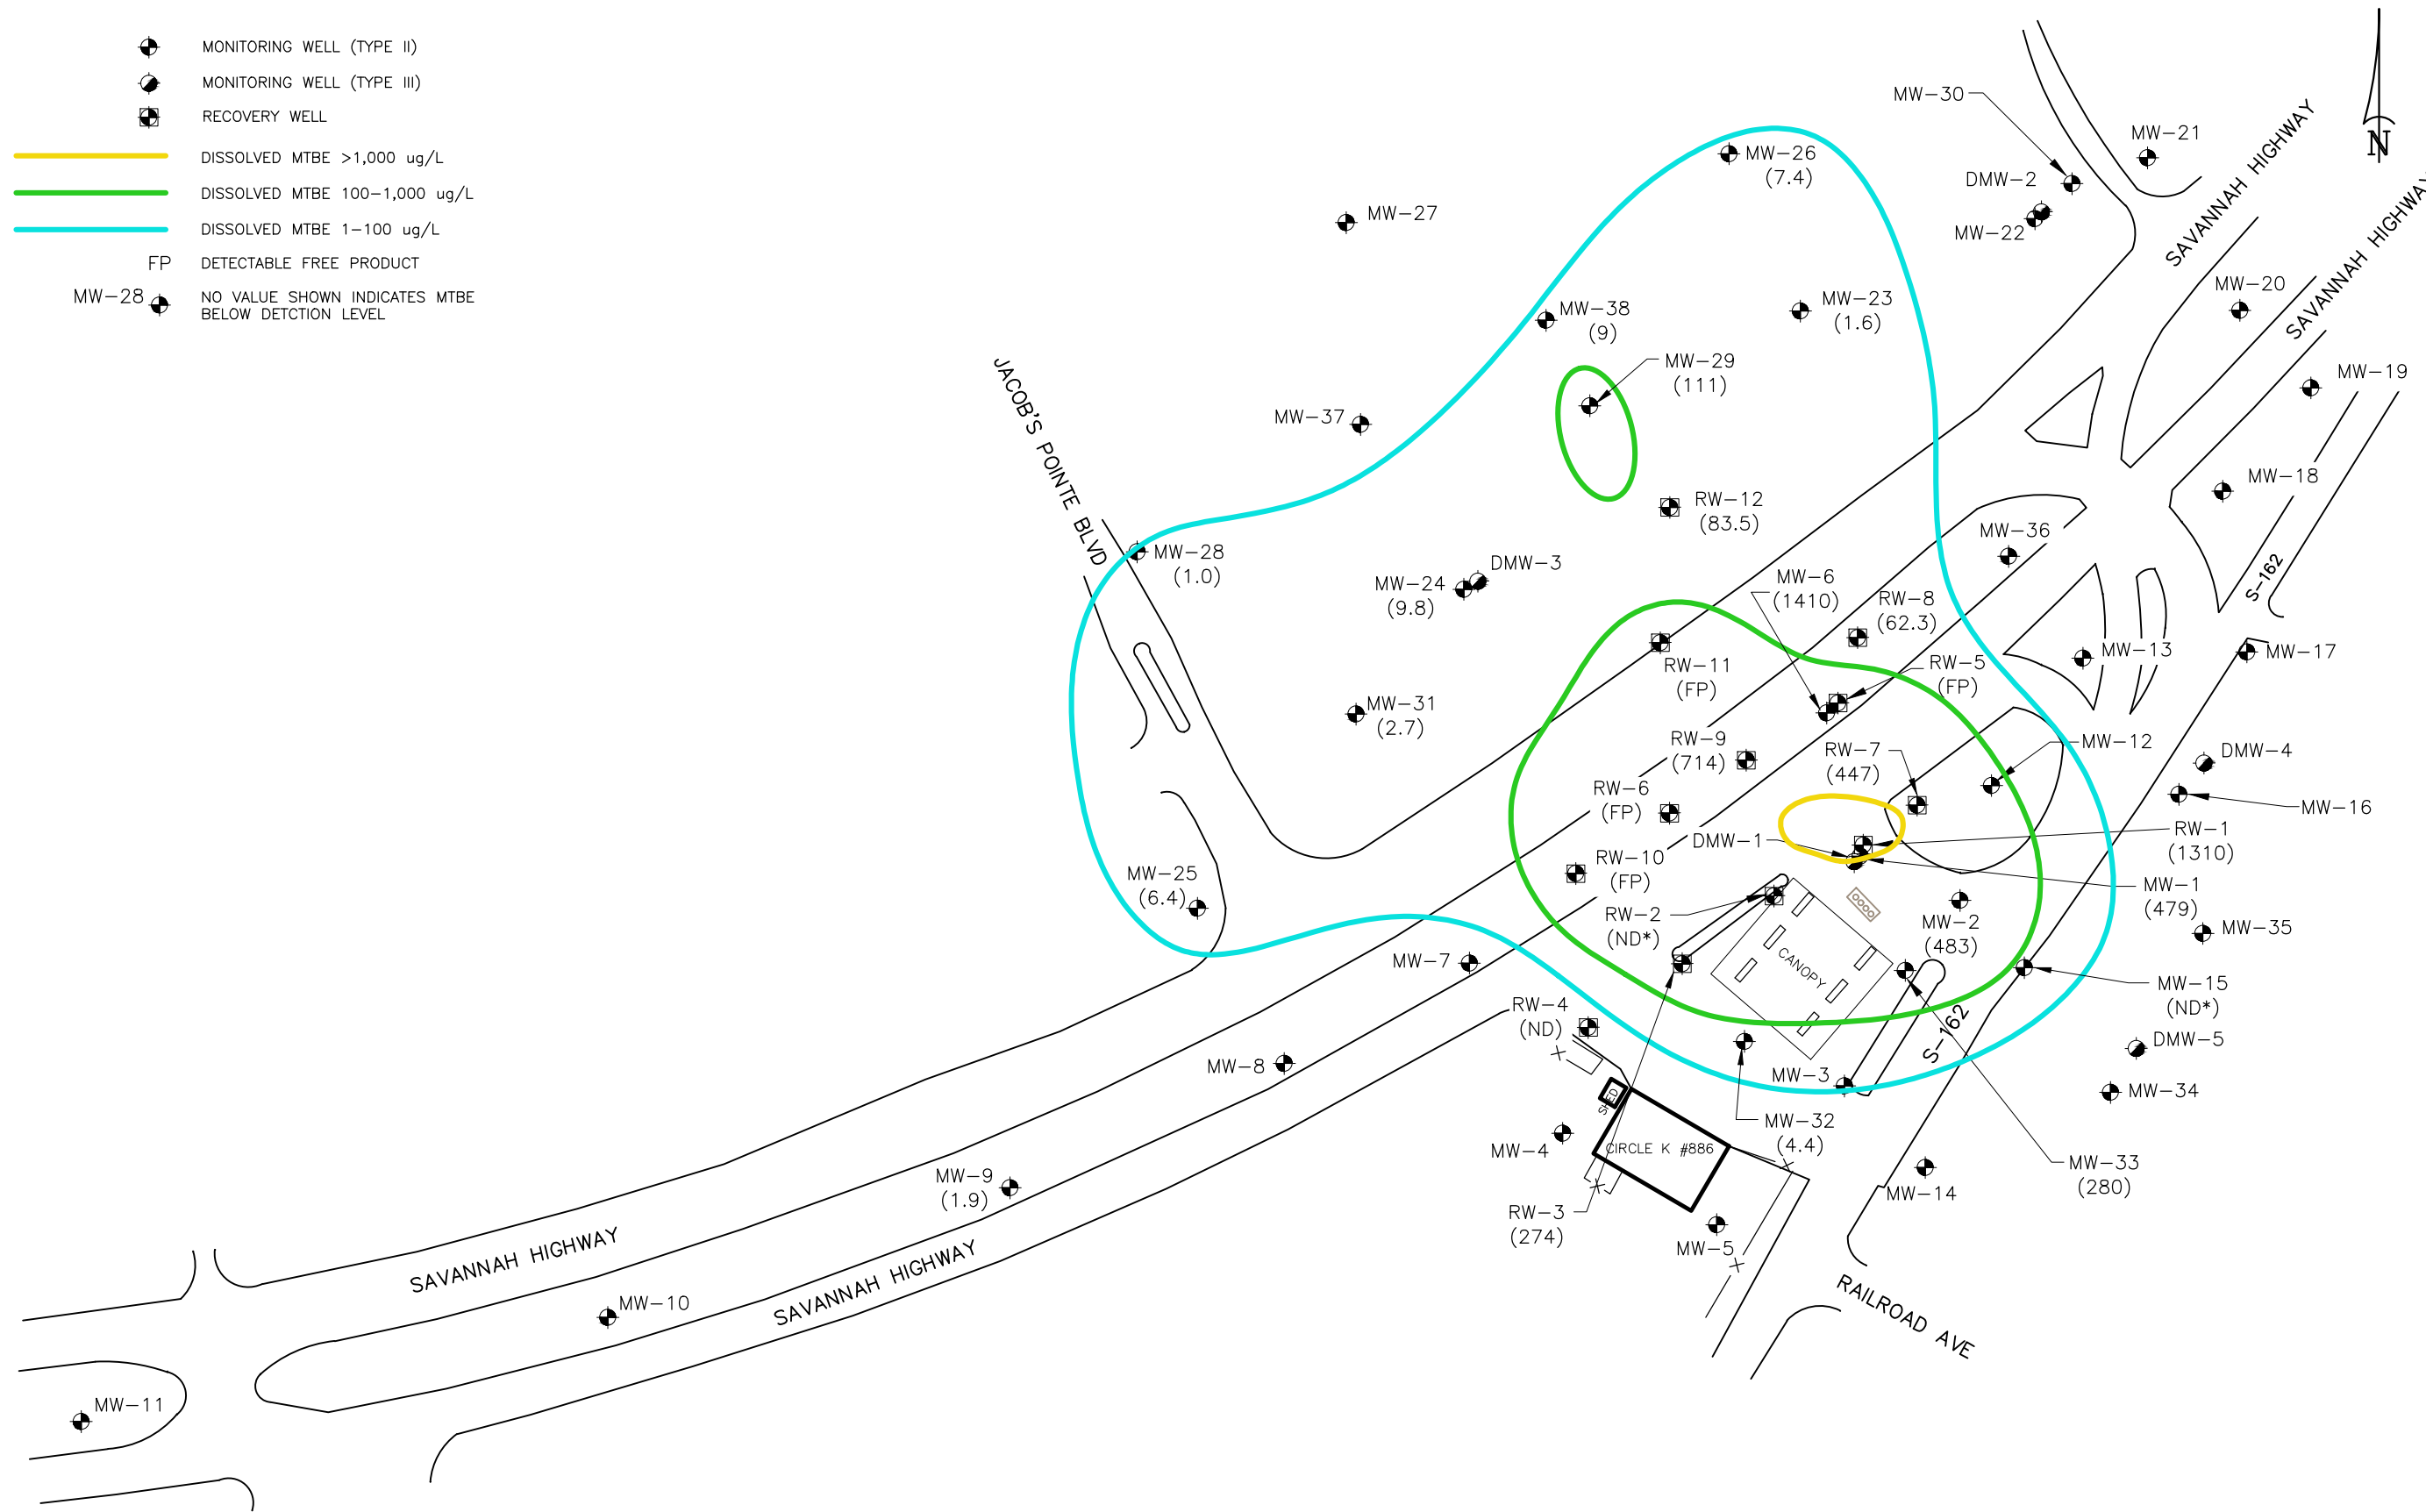 MONITORING WELL (TYPE II)
MONITORING WELL (TYPE III)
RECOVERY WELL
DISSOLVED MTBE >1,000 ug/L
DISSOLVED MTBE 100-1,000 ug/L
DISSOLVED MTBE 1-100 ug/L
FP DETECTABLE FREE PRODUCT
MW-28 NO VALUE SHOWN INDICATES MTBE
BELOW DETCTION LEVEL
N
MW-30
MW-21
DMW-2
MW-22
SAVANNAH HIGHWAY
SAVANNAH HIGHWAY
MW-20
MW-19
MW-18
S-162
MW-26
(7.4)
MW-27
MW-38
(9)
MW-23
(1.6)
MW-29
(111)
MW-37
JACOB'S POINTE BLVD
RW-12
(83.5)
MW-36
MW-28
(1.0)
DMW-3
MW-24
(9.8)
MW-6
(1410)
RW-8
(62.3)
MW-13
MW-17
RW-11
(FP)
RW-5
(FP)
MW-31
(2.7)
RW-9
(714)
RW-7
(447)
MW-12
DMW-4
RW-6
(FP)
MW-16
DMW-1
RW-1
(1310)
RW-10
(FP)
MW-25
(6.4)
MW-1
(479)
RW-2
(ND*)
MW-2
(483)
MW-35
CANOPY
MW-7
MW-15
(ND*)
RW-4
(ND)
S-162
DMW-5
MW-8
MW-3
MW-34
SHED
MW-32
(4.4)
MW-4
CIRCLE K #886
MW-33
(280)
MW-9
(1.9)
MW-14
RW-3
(274)
MW-5
SAVANNAH HIGHWAY
SAVANNAH HIGHWAY
RAILROAD AVE
MW-10
MW-11